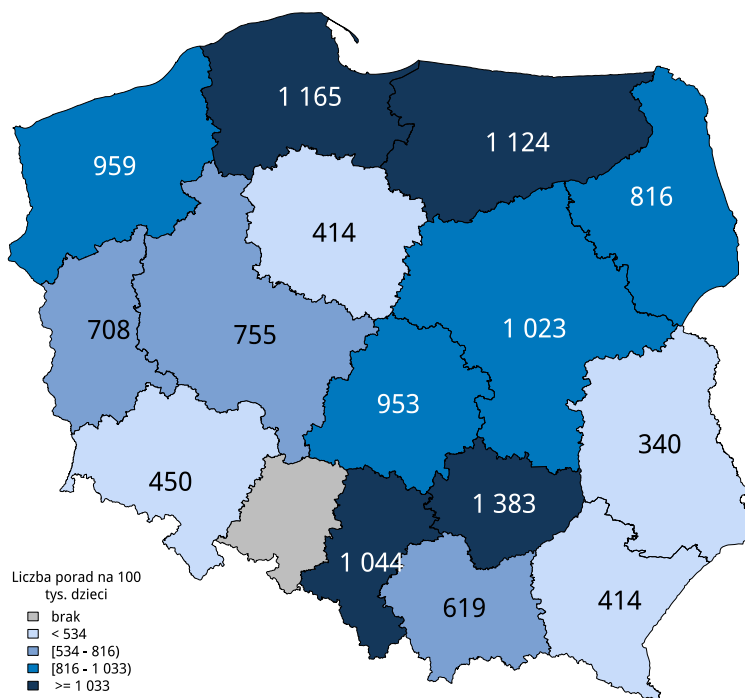 1 165
1 124
959
816
414
708
755
1 023
953
340
450
1 383
1 044
619
414
Liczba porad na 100
tys. dzieci
brak
< 534
[534 - 816)
[816 - 1 033)
>= 1 033